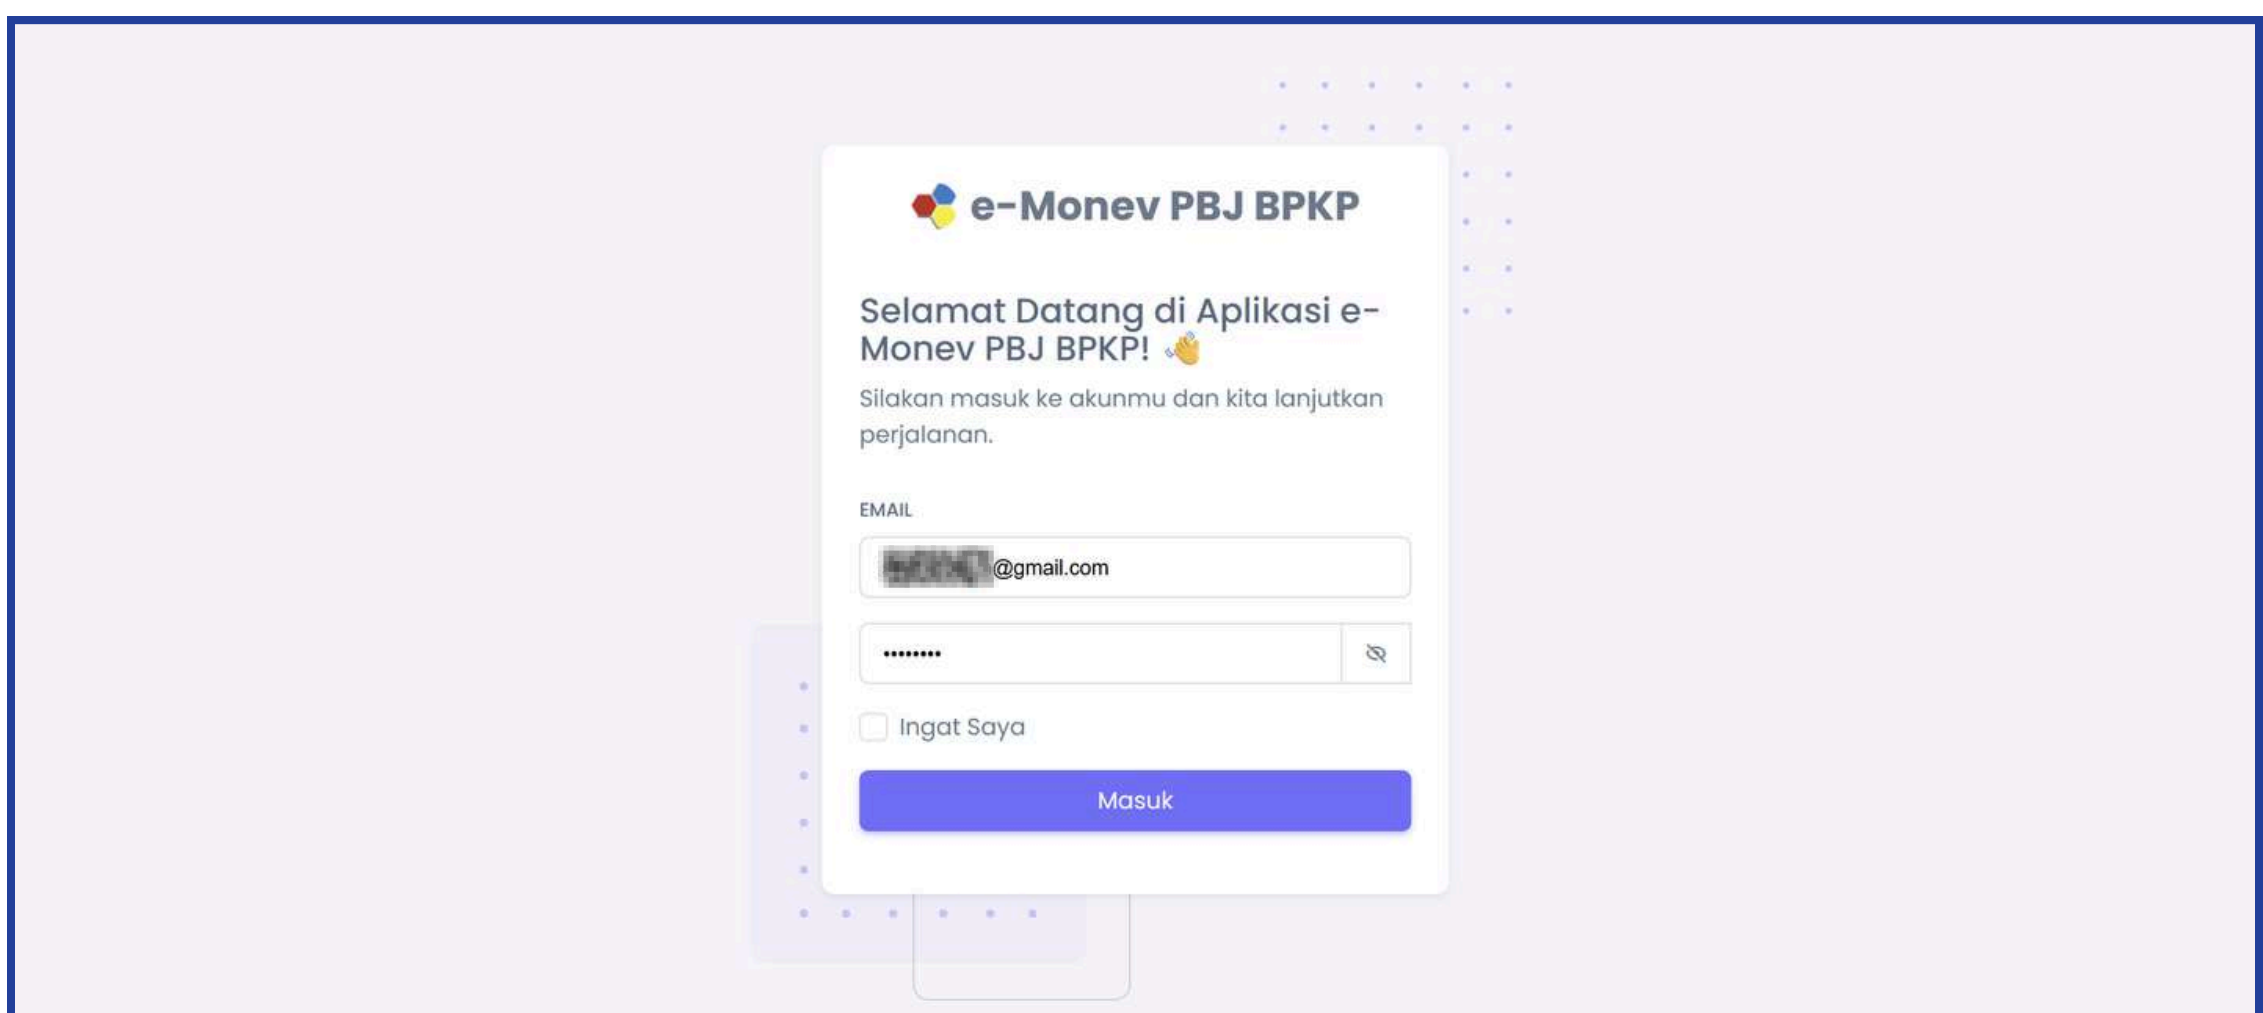 e-Monev PBJ BPKP
Selamat Datang di Aplikasi e-
Monev PBJ BPKP! 👋
Silakan masuk ke akunmu dan kita lanjutkan
perjalanan.
EMAIL
@gmail.com
••••••••
Ingat Saya
Masuk